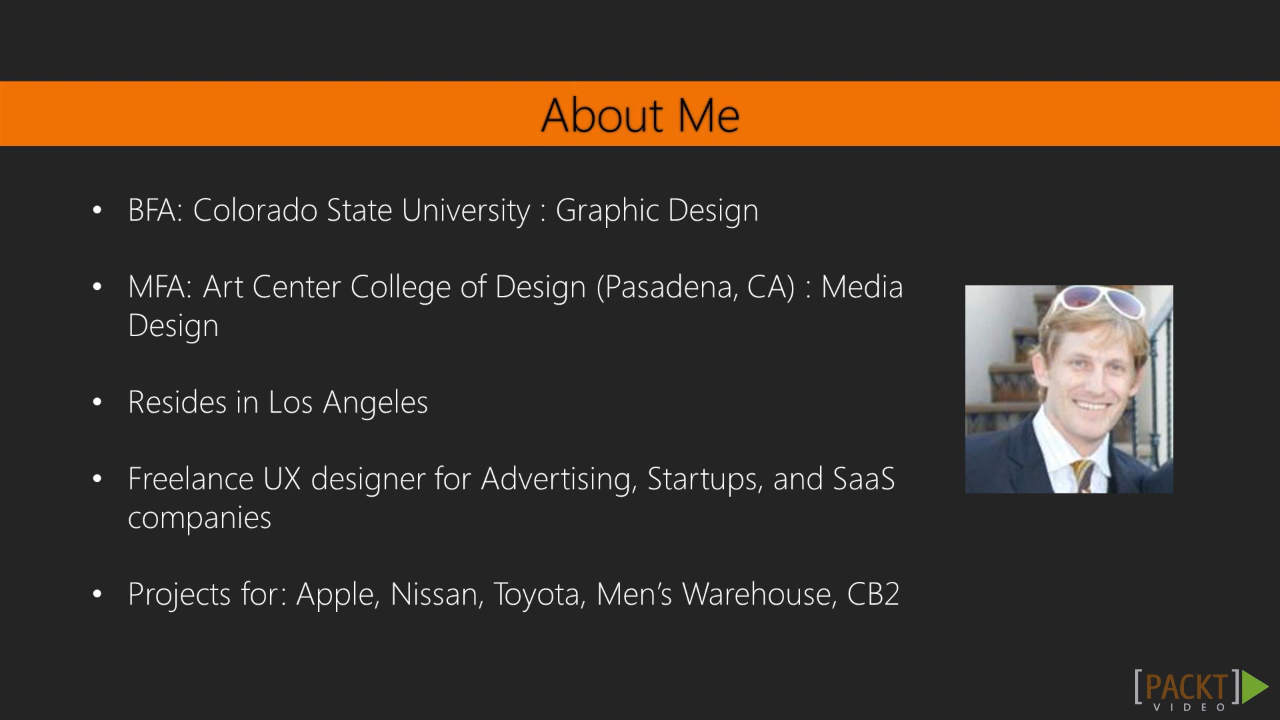 About Me
• BFA: Colorado State University : Graphic Design
• MFA: Art Center College of Design (Pasadena, CA) : Media
Design
• Resides in Los Angeles
• Freelance UX designer for Advertising, Startups, and SaaS
companies
• Projects for: Apple, Nissan, Toyota, Men’s Warehouse, CB2
[PACKT]
VIDEO